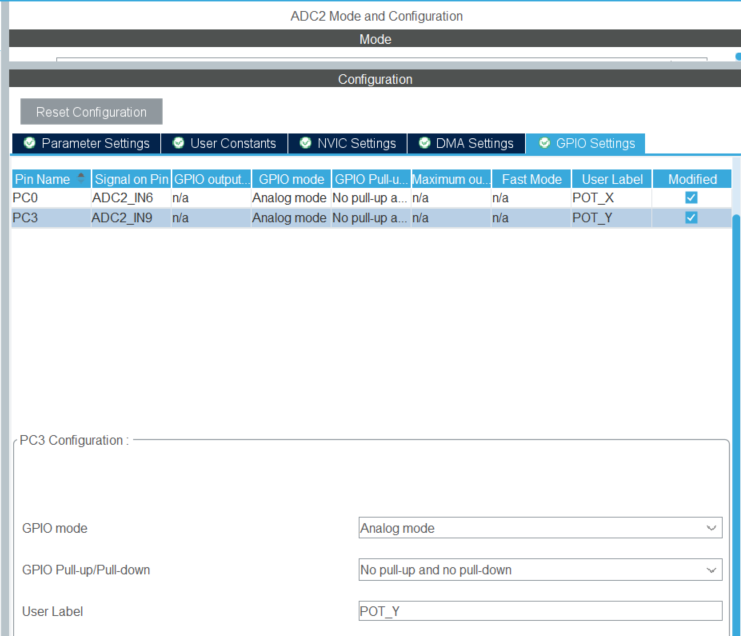 ADC2 Mode and Configuration
Mode
Configuration
Reset Configuration
Parameter Settings User Constants NVIC Settings DMA Settings GPIO Settings
Pin Name Signal on Pin GPIO output... GPIO mode GPIO Pull-u... Maximum ou... Fast Mode User Label Modified
PC0 ADC2_IN6 n/a Analog mode No pull-up a... n/a n/a POT_X
PC3 ADC2_IN9 n/a Analog mode No pull-up a... n/a n/a POT_Y
PC3 Configuration :
GPIO mode Analog mode
GPIO Pull-up/Pull-down No pull-up and no pull-down
User Label POT_Y